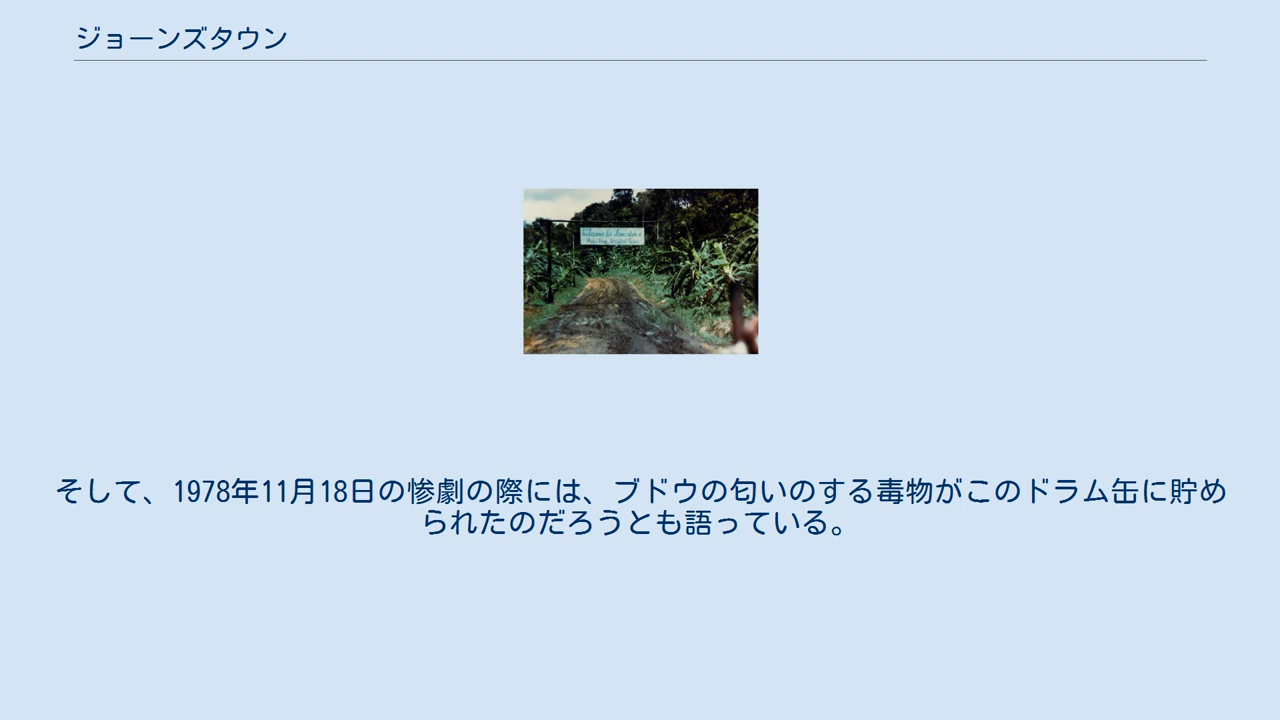 ジョーンズタウン
Welcome to Jonestown
そして、1978年11月18日の惨劇の際には、ブドウの匂いのする毒物がこのドラム缶に貯め
られたのだろうとも語っている。